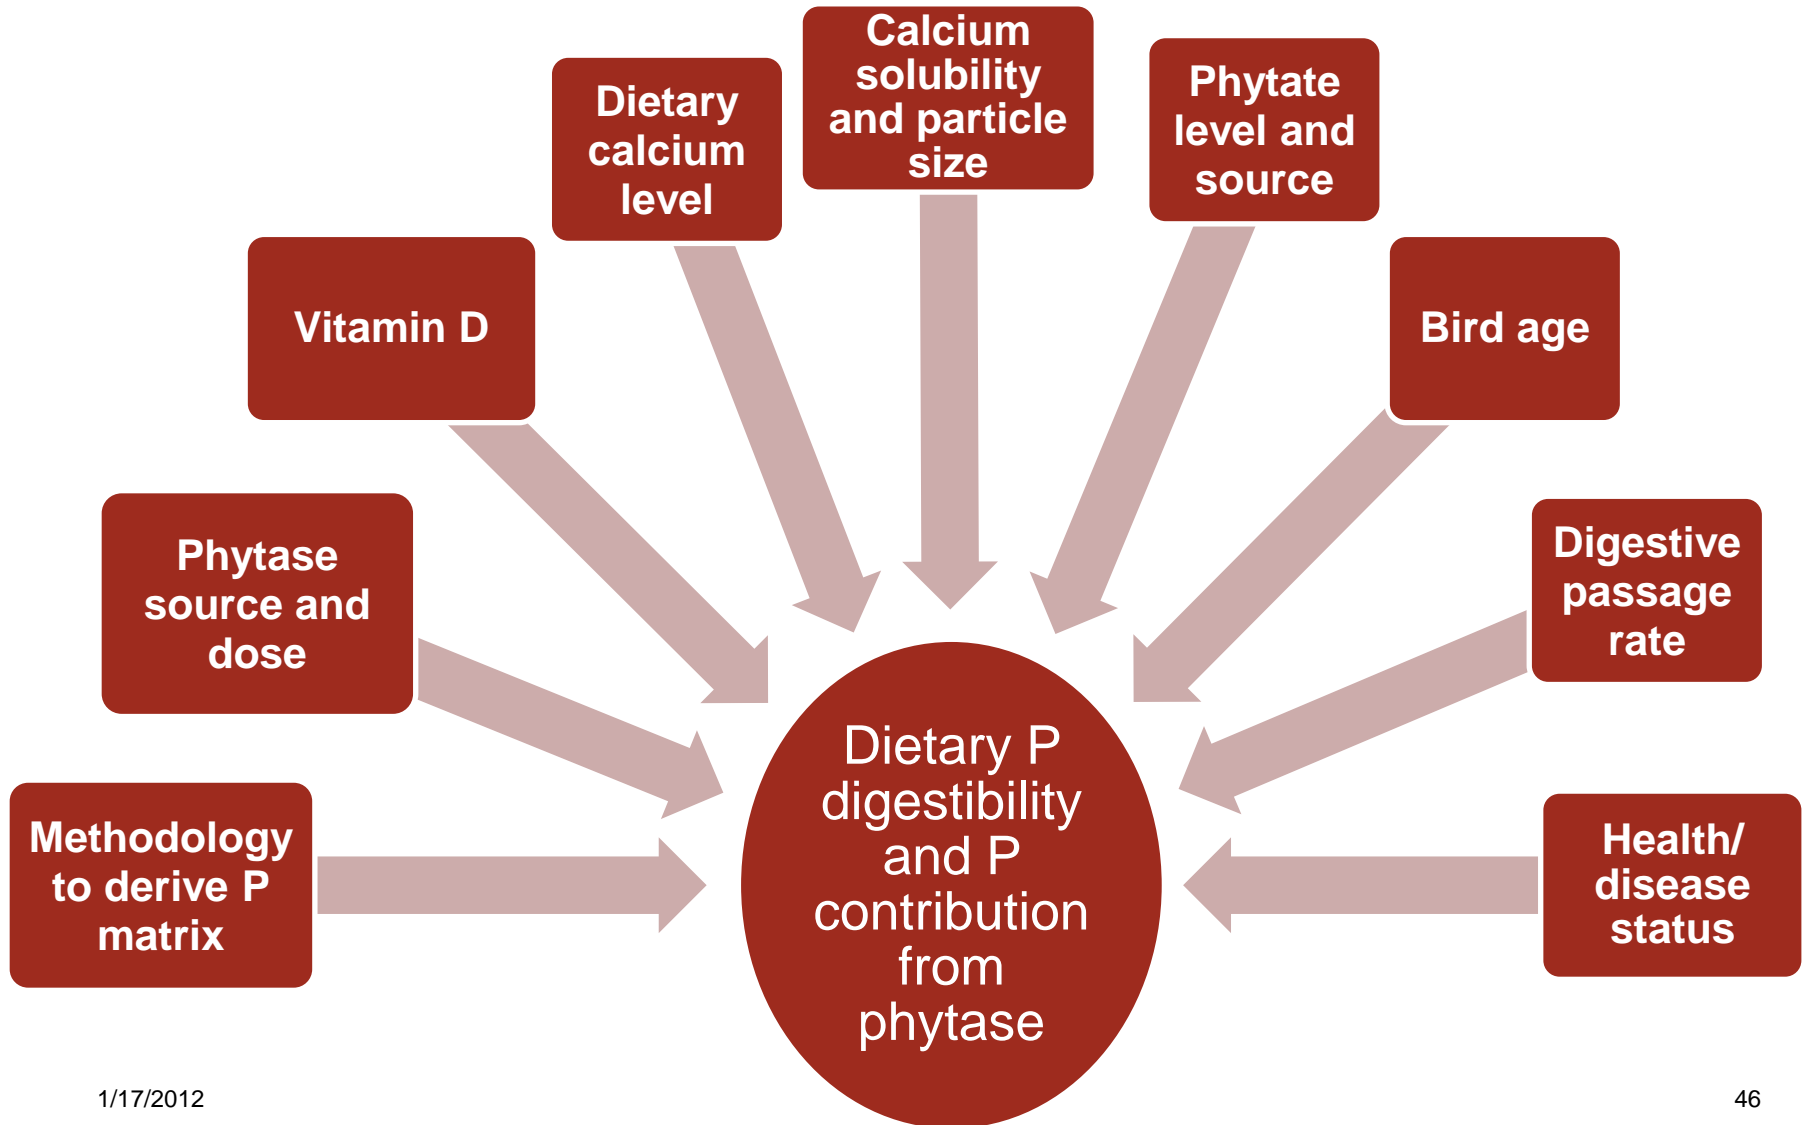 Calcium
solubility
and particle
size
Dietary
calcium
level
Phytate
level and
source
Vitamin D
Bird age
Phytase
source and
dose
Digestive
passage
rate
Methodology
to derive P
matrix
Health/
disease
status
Dietary P
digestibility
and P
contribution
from
phytase
1/17/2012
46